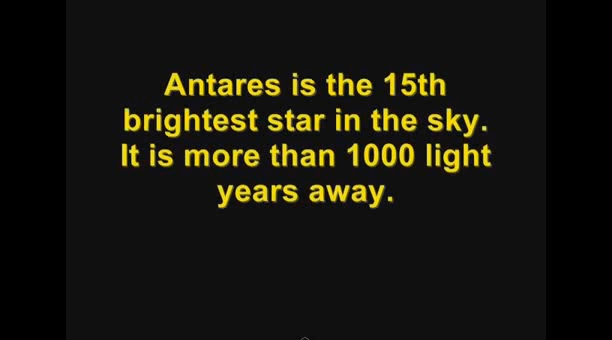 Antares is the 15th
brightest star in the sky.
It is more than 1000 light
years away.